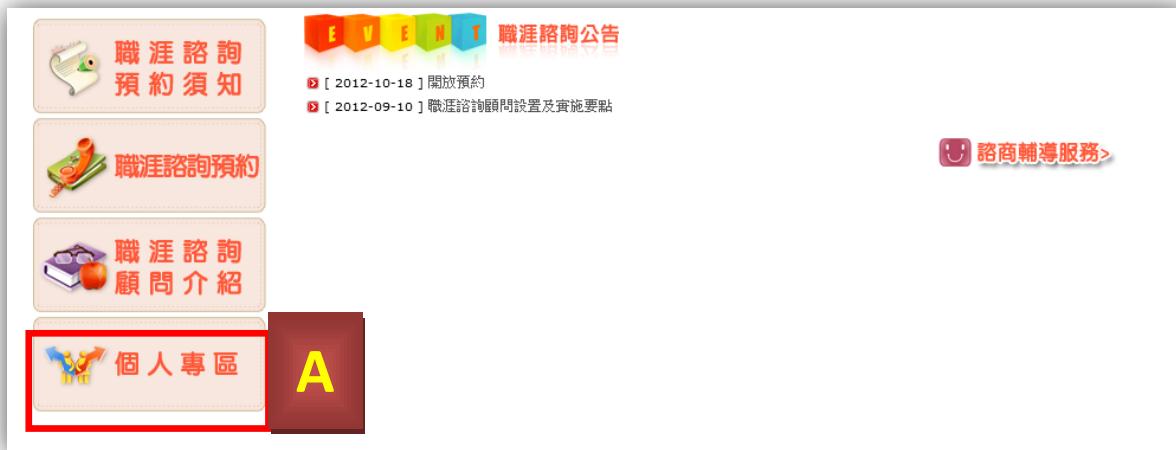 職涯諮詢
預約須知
職涯諮詢預約
職涯諮詢
顧問介紹
個人專區
A
EVENT 職涯諮詢公告
[ 2012-10-18 ] 開放預約
[ 2012-09-10 ] 職涯諮詢顧問設置及實施要點
諮商輔導服務>